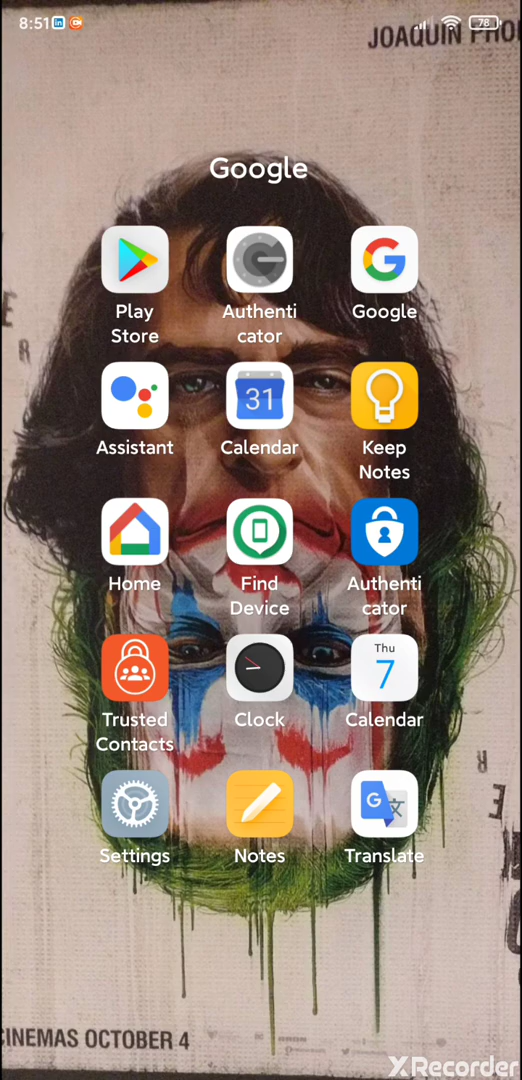 8:51
78
JOAQUIN PHO
Google
Play
Store
Authenti
cator
Google
Assistant
31
Calendar
Keep
Notes
Home
Find
Device
Authenti
cator
Trusted
Contacts
Clock
Thu
7
Calendar
Settings
Notes
G 文
Translate
CINEMAS OCTOBER 4
XRecorder